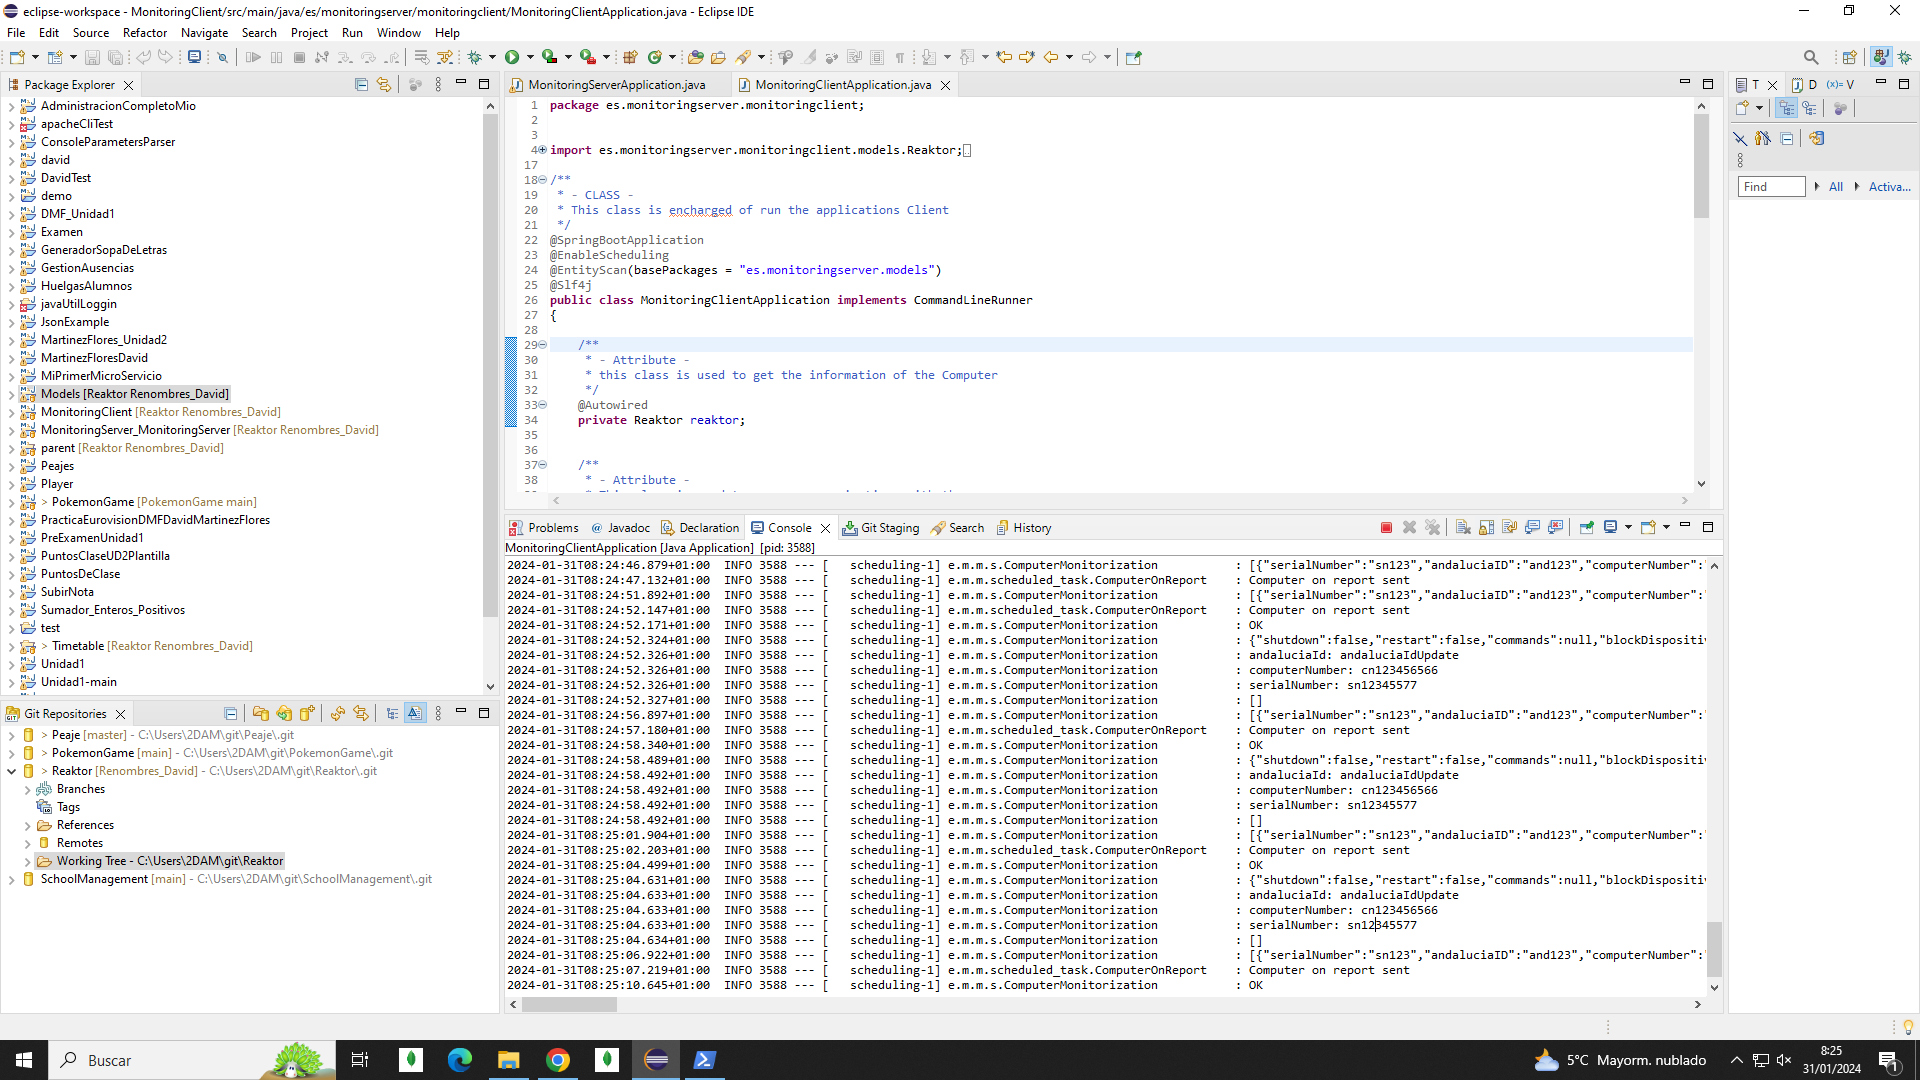 eclipse-workspace - MonitoringClient/src/main/java/es/monitoringserver/monitoringclient/MonitoringClientApplication.java - Eclipse IDE
File Edit Source Refactor Navigate Search Project Run Window Help
Package Explorer
AdministracionCompletoMio
apacheCliTest
ConsoleParametersParser
david
DavidTest
demo
DMF_Unidad1
Examen
GeneradorSopaDeLetras
GestionAusencias
HuelgasAlumnos
javaUtilLoggin
JsonExample
MartinezFlores_Unidad2
MartinezFloresDavid
MiPrimerMicroServicio
Models [Reaktor Renombres_David]
MonitoringClient [Reaktor Renombres_David]
MonitoringServer_MonitoringServer [Reaktor Renombres_David]
parent [Reaktor Renombres_David]
Peajes
Player
> PokemonGame [PokemonGame main]
PracticaEurovisionDMFDavidMartinezFlores
PreExamenUnidad1
PuntosClaseUD2Plantilla
PuntosDeClase
SubirNota
Sumador_Enteros_Positivos
test
> Timetable [Reaktor Renombres_David]
Unidad1
Unidad1-main
Git Repositories
> Peaje [master] - C:\Users\2DAM\git\Peaje\.git
> PokemonGame [main] - C:\Users\2DAM\git\PokemonGame\.git
> Reaktor [Renombres_David] - C:\Users\2DAM\git\Reaktor\.git
Branches
Tags
References
Remotes
Working Tree - C:\Users\2DAM\git\Reaktor
SchoolManagement [main] - C:\Users\2DAM\git\SchoolManagement\.git
MonitoringServerApplication.java MonitoringClientApplication.java
1 package es.monitoringserver.monitoringclient;
2
3
4 import es.monitoringserver.monitoringclient.models.Reaktor;
17
18 /**
19 * - CLASS -
20 * This class is encharged of run the applications Client
21 */
22 @SpringBootApplication
23 @EnableScheduling
24 @EntityScan(basePackages = "es.monitoringserver.models")
25 @Slf4j
26 public class MonitoringClientApplication implements CommandLineRunner
27 {
28
29 /**
30 * - Attribute -
31 * this class is used to get the information of the Computer
32 */
33 @Autowired
34 private Reaktor reaktor;
35
36
37 /**
38 * - Attribute -
Problems Javadoc Declaration Console Git Staging Search History
MonitoringClientApplication [Java Application] [pid: 3588]
2024-01-31T08:24:46.879+01:00 INFO 3588 --- [ scheduling-1] e.m.m.s.ComputerMonitorization : [{"serialNumber":"sn123","andaluciaID":"and123","computerNumber":"
2024-01-31T08:24:47.132+01:00 INFO 3588 --- [ scheduling-1] e.m.m.scheduled_task.ComputerOnReport : Computer on report sent
2024-01-31T08:24:51.892+01:00 INFO 3588 --- [ scheduling-1] e.m.m.s.ComputerMonitorization : [{"serialNumber":"sn123","andaluciaID":"and123","computerNumber":"
2024-01-31T08:24:52.147+01:00 INFO 3588 --- [ scheduling-1] e.m.m.scheduled_task.ComputerOnReport : Computer on report sent
2024-01-31T08:24:52.171+01:00 INFO 3588 --- [ scheduling-1] e.m.m.s.ComputerMonitorization : OK
2024-01-31T08:24:52.324+01:00 INFO 3588 --- [ scheduling-1] e.m.m.s.ComputerMonitorization : {"shutdown":false,"restart":false,"commands":null,"blockDispositiv
2024-01-31T08:24:52.326+01:00 INFO 3588 --- [ scheduling-1] e.m.m.s.ComputerMonitorization : andaluciaId: andaluciaIdUpdate
2024-01-31T08:24:52.326+01:00 INFO 3588 --- [ scheduling-1] e.m.m.s.ComputerMonitorization : computerNumber: cn123456566
2024-01-31T08:24:52.326+01:00 INFO 3588 --- [ scheduling-1] e.m.m.s.ComputerMonitorization : serialNumber: sn12345577
2024-01-31T08:24:52.327+01:00 INFO 3588 --- [ scheduling-1] e.m.m.s.ComputerMonitorization : []
2024-01-31T08:24:56.897+01:00 INFO 3588 --- [ scheduling-1] e.m.m.s.ComputerMonitorization : [{"serialNumber":"sn123","andaluciaID":"and123","computerNumber":"
2024-01-31T08:24:57.180+01:00 INFO 3588 --- [ scheduling-1] e.m.m.scheduled_task.ComputerOnReport : Computer on report sent
2024-01-31T08:24:58.340+01:00 INFO 3588 --- [ scheduling-1] e.m.m.s.ComputerMonitorization : OK
2024-01-31T08:24:58.489+01:00 INFO 3588 --- [ scheduling-1] e.m.m.s.ComputerMonitorization : {"shutdown":false,"restart":false,"commands":null,"blockDispositiv
2024-01-31T08:24:58.492+01:00 INFO 3588 --- [ scheduling-1] e.m.m.s.ComputerMonitorization : andaluciaId: andaluciaIdUpdate
2024-01-31T08:24:58.492+01:00 INFO 3588 --- [ scheduling-1] e.m.m.s.ComputerMonitorization : computerNumber: cn123456566
2024-01-31T08:24:58.492+01:00 INFO 3588 --- [ scheduling-1] e.m.m.s.ComputerMonitorization : serialNumber: sn12345577
2024-01-31T08:24:58.492+01:00 INFO 3588 --- [ scheduling-1] e.m.m.s.ComputerMonitorization : []
2024-01-31T08:25:01.904+01:00 INFO 3588 --- [ scheduling-1] e.m.m.s.ComputerMonitorization : [{"serialNumber":"sn123","andaluciaID":"and123","computerNumber":"
2024-01-31T08:25:02.203+01:00 INFO 3588 --- [ scheduling-1] e.m.m.scheduled_task.ComputerOnReport : Computer on report sent
2024-01-31T08:25:04.499+01:00 INFO 3588 --- [ scheduling-1] e.m.m.s.ComputerMonitorization : OK
2024-01-31T08:25:04.631+01:00 INFO 3588 --- [ scheduling-1] e.m.m.s.ComputerMonitorization : {"shutdown":false,"restart":false,"commands":null,"blockDispositiv
2024-01-31T08:25:04.633+01:00 INFO 3588 --- [ scheduling-1] e.m.m.s.ComputerMonitorization : andaluciaId: andaluciaIdUpdate
2024-01-31T08:25:04.633+01:00 INFO 3588 --- [ scheduling-1] e.m.m.s.ComputerMonitorization : computerNumber: cn123456566
2024-01-31T08:25:04.633+01:00 INFO 3588 --- [ scheduling-1] e.m.m.s.ComputerMonitorization : serialNumber: sn12345577
2024-01-31T08:25:04.634+01:00 INFO 3588 --- [ scheduling-1] e.m.m.s.ComputerMonitorization : []
2024-01-31T08:25:06.922+01:00 INFO 3588 --- [ scheduling-1] e.m.m.s.ComputerMonitorization : [{"serialNumber":"sn123","andaluciaID":"and123","computerNumber":"
2024-01-31T08:25:07.219+01:00 INFO 3588 --- [ scheduling-1] e.m.m.scheduled_task.ComputerOnReport : Computer on report sent
2024-01-31T08:25:10.645+01:00 INFO 3588 --- [ scheduling-1] e.m.m.s.ComputerMonitorization : OK
T D (x)= V
Find All Activa...
Buscar
5°C Mayorm. nublado
8:25
31/01/2024
1